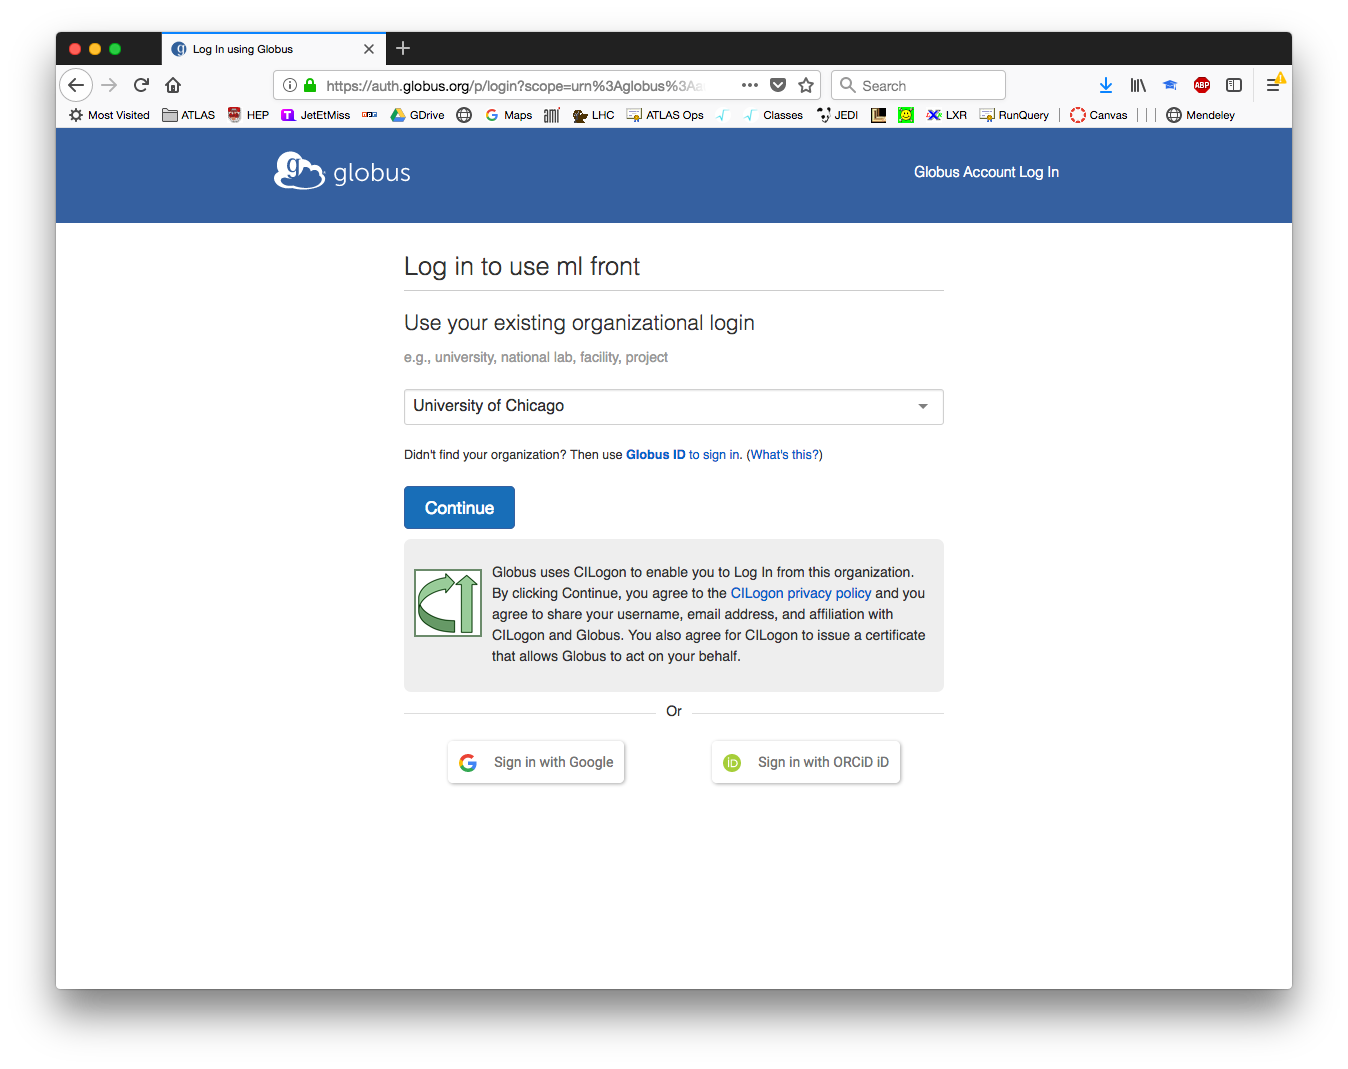 Log In using Globus
https://auth.globus.org/p/login?scope=urn%3Aglobus%3Aa
Search
ABP
Most Visited ATLAS HEP JetEtMiss npr GDrive Maps ami LHC ATLAS Ops Classes JEDI LXR RunQuery Canvas Mendeley
g globus
Globus Account Log In
Log in to use ml front
Use your existing organizational login
e.g., university, national lab, facility, project
University of Chicago
Didn't find your organization? Then use Globus ID to sign in. (What's this?)
Continue
Globus uses CILogon to enable you to Log In from this organization.
By clicking Continue, you agree to the CILogon privacy policy and you
agree to share your username, email address, and affiliation with
CILogon and Globus. You also agree for CILogon to issue a certificate
that allows Globus to act on your behalf.
Or
Sign in with Google
iD Sign in with ORCiD iD